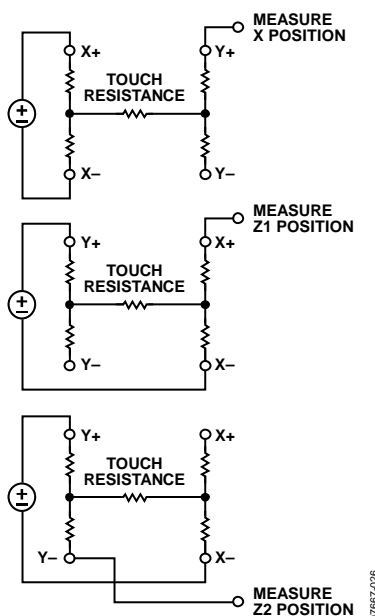 MEASURE
X POSITION
X+
Y+
TOUCH
RESISTANCE
X–
Y–
MEASURE
Z1 POSITION
Y+
X+
TOUCH
RESISTANCE
Y–
X–
Y+
X+
TOUCH
RESISTANCE
Y–
X–
MEASURE
Z2 POSITION
07667-026